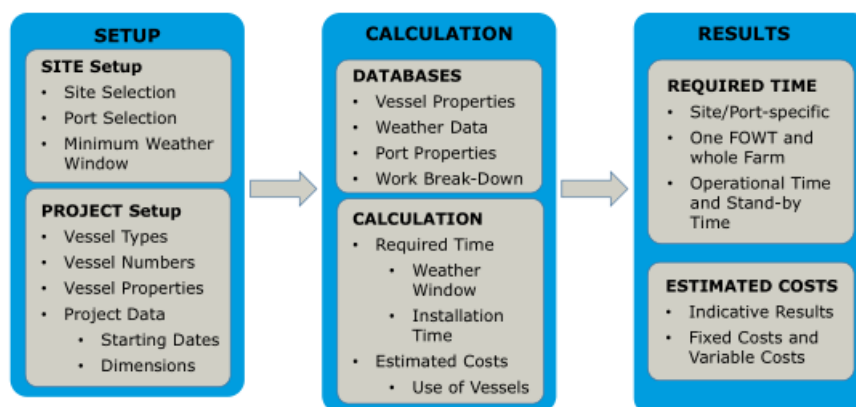 SETUP
SITE Setup
• Site Selection
• Port Selection
• Minimum Weather
Window
PROJECT Setup
• Vessel Types
• Vessel Numbers
• Vessel Properties
• Project Data
• Starting Dates
• Dimensions
CALCULATION
DATABASES
• Vessel Properties
• Weather Data
• Port Properties
• Work Break-Down
CALCULATION
• Required Time
• Weather
Window
• Installation
Time
• Estimated Costs
• Use of Vessels
RESULTS
REQUIRED TIME
• Site/Port-specific
• One FOWT and
whole Farm
• Operational Time
and Stand-by
Time
ESTIMATED COSTS
• Indicative Results
• Fixed Costs and
Variable Costs